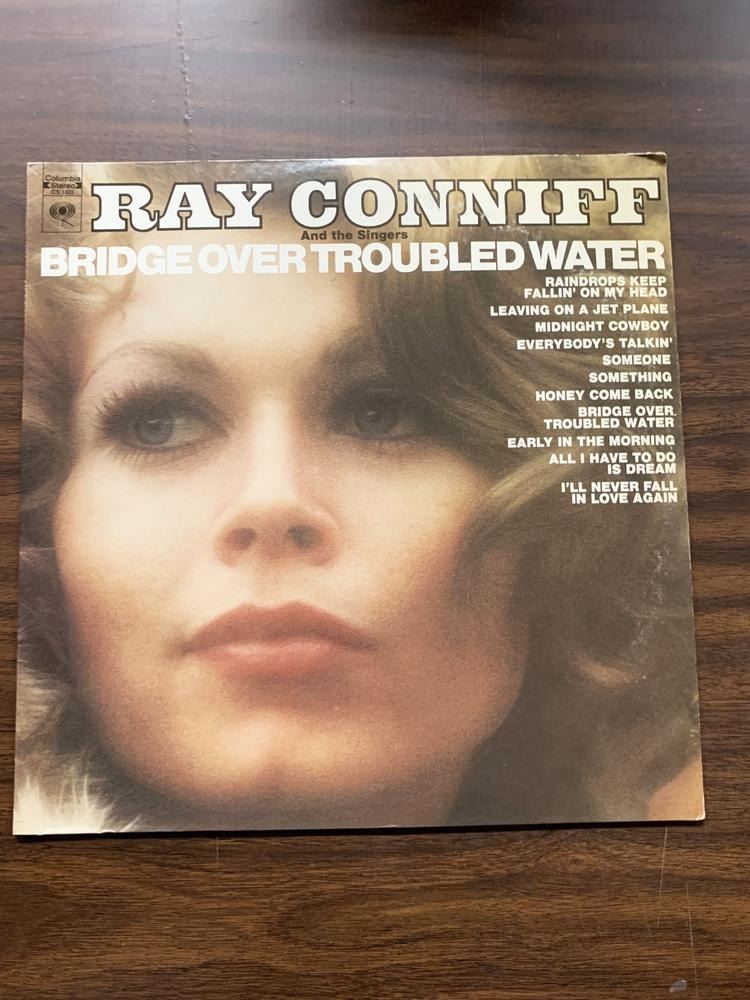 Columbia
Stereo
CS 1022
RAY CONNIFF
And the Singers
BRIDGE OVER TROUBLED WATER
RAINDROPS KEEP
FALLIN' ON MY HEAD
LEAVING ON A JET PLANE
MIDNIGHT COWBOY
EVERYBODY'S TALKIN'
SOMEONE
SOMETHING
HONEY COME BACK
BRIDGE OVER
TROUBLED WATER
EARLY IN THE MORNING
ALL I HAVE TO DO
IS DREAM
I'LL NEVER FALL
IN LOVE AGAIN